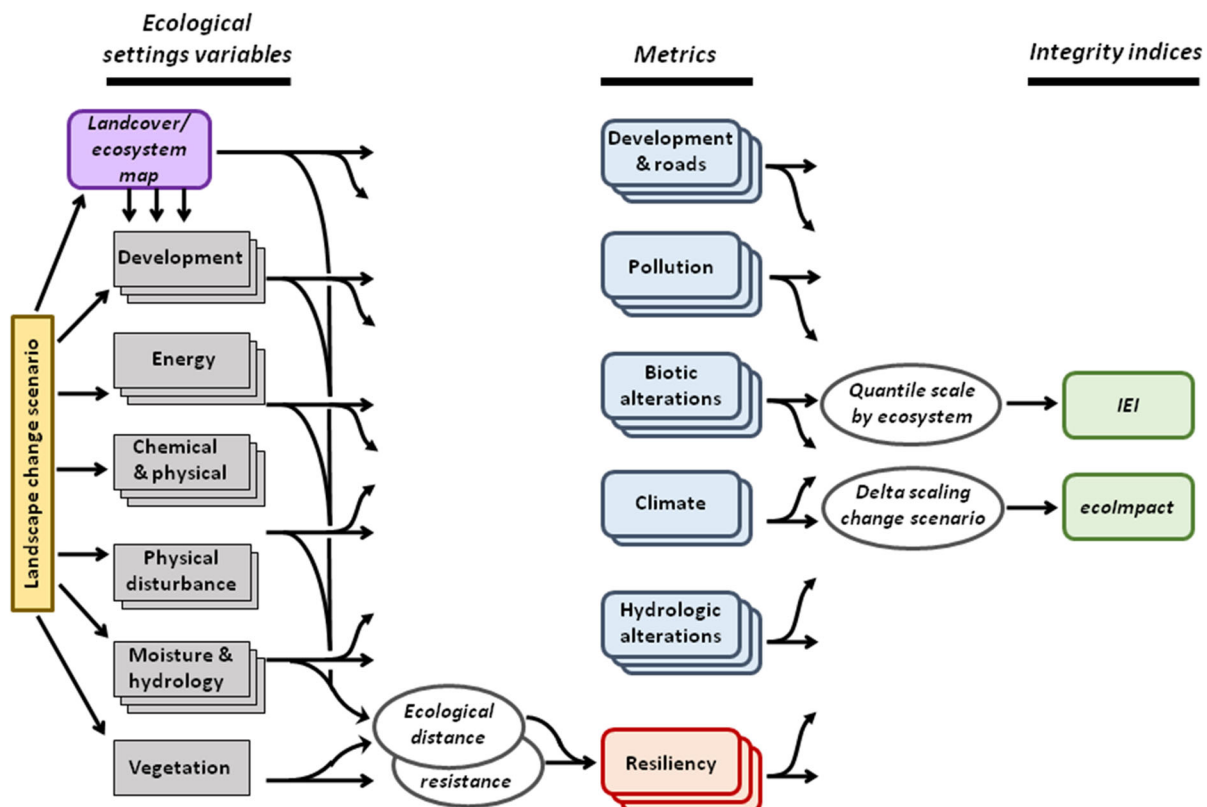 Ecological
settings variables
Metrics
Integrity indices
Landscape change scenario
Landcover/
ecosystem
map
Development
Energy
Chemical
& physical
Physical
disturbance
Moisture &
hydrology
Vegetation
Ecological
distance
resistance
Development
& roads
Pollution
Biotic
alterations
Climate
Hydrologic
alterations
Resiliency
Quantile scale
by ecosystem
Delta scaling
change scenario
IEI
ecoImpact